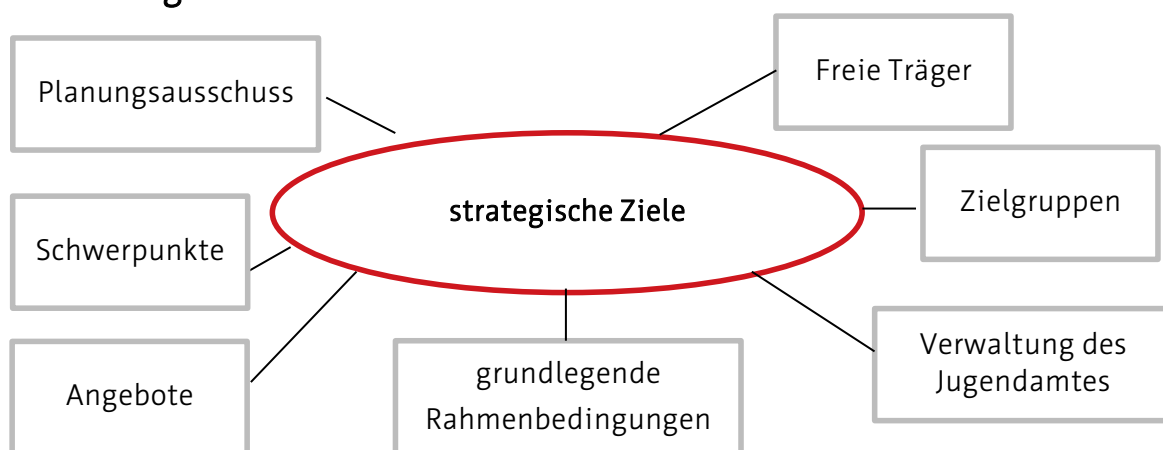 Planungsausschuss
Freie Träger
strategische Ziele
Zielgruppen
Schwerpunkte
Verwaltung des
Jugendamtes
Angebote
grundlegende
Rahmenbedingungen